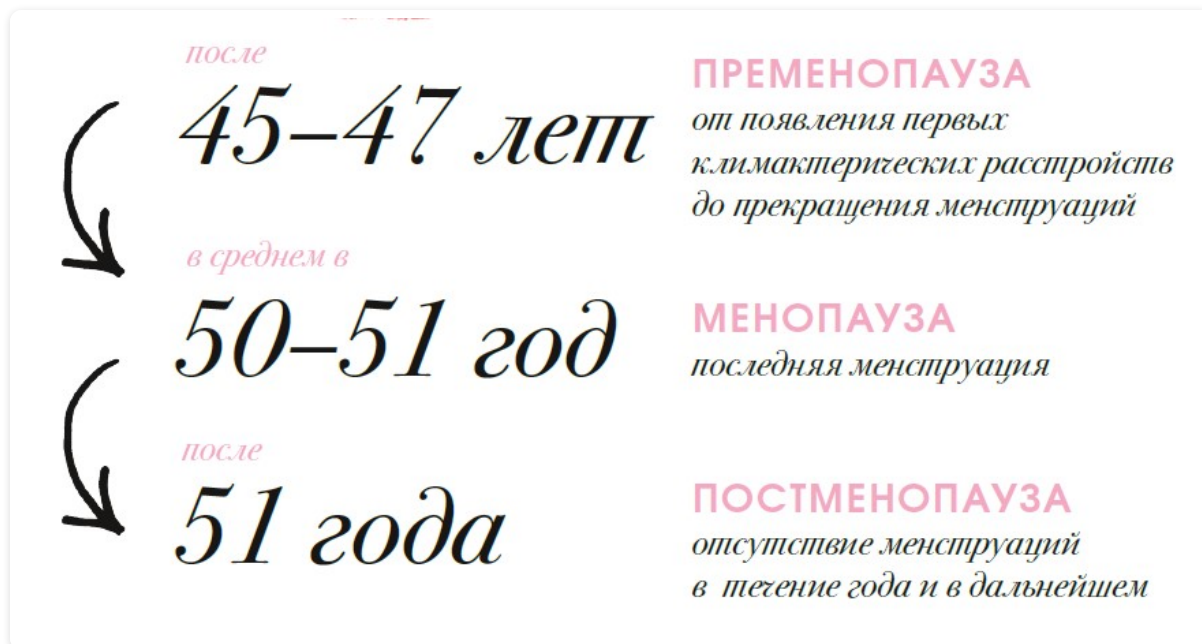 после
45–47 лет
ПРЕМЕНОПАУЗА
от появления первых
климактерических расстройств
до прекращения менструаций
в среднем в
50–51 год
МЕНОПАУЗА
последняя менструация
после
51 года
ПОСТМЕНОПАУЗА
отсутствие менструаций
в течение года и в дальнейшем